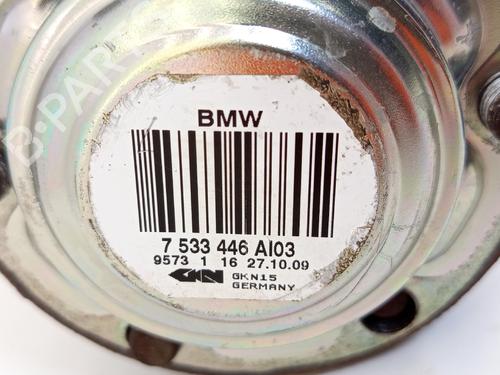 B-PARTS
BMW
7 533 446 AI03
9573 1 16 27.10.09
GKN GKN15
GERMANY